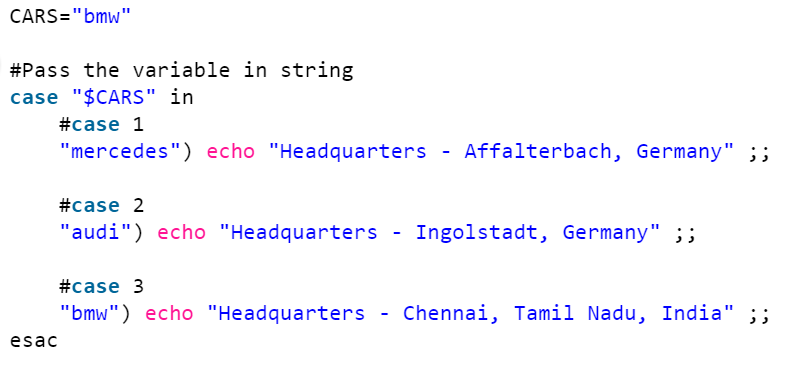 CARS="bmw"
#Pass the variable in string
case "$CARS" in
#case 1
"mercedes") echo "Headquarters - Affalterbach, Germany" ;;
#case 2
"audi") echo "Headquarters - Ingolstadt, Germany" ;;
#case 3
"bmw") echo "Headquarters - Chennai, Tamil Nadu, India" ;;
esac